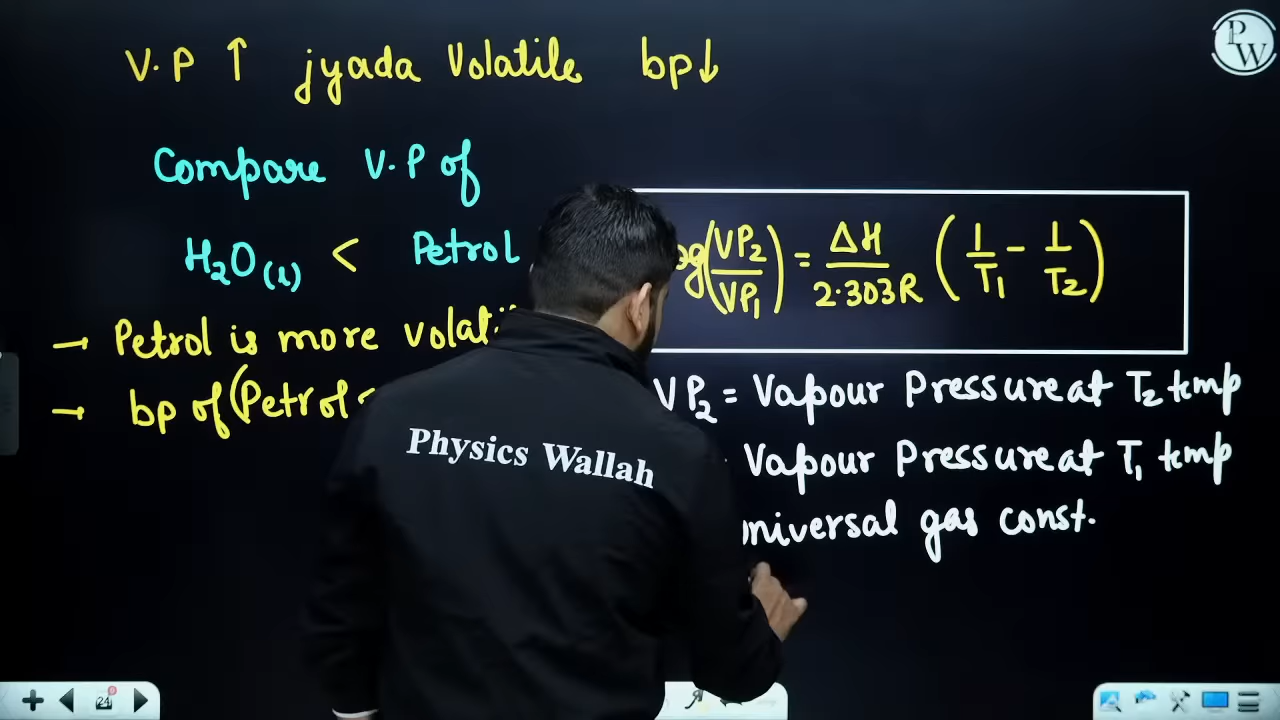 V.P ↑ jyada Volatile bp↓
Compare V.P of
H₂O(l) < Petrol
→ Petrol is more
→ bp of (Petrol <
log(VP₂/VP₁) = ΔH/2.303R (1/T₁ - 1/T₂)
VP₂ = Vapour Pressure at T₂ temp
Vapour Pressure at T₁ temp
universal gas const.
Physics Wallah
PW
24